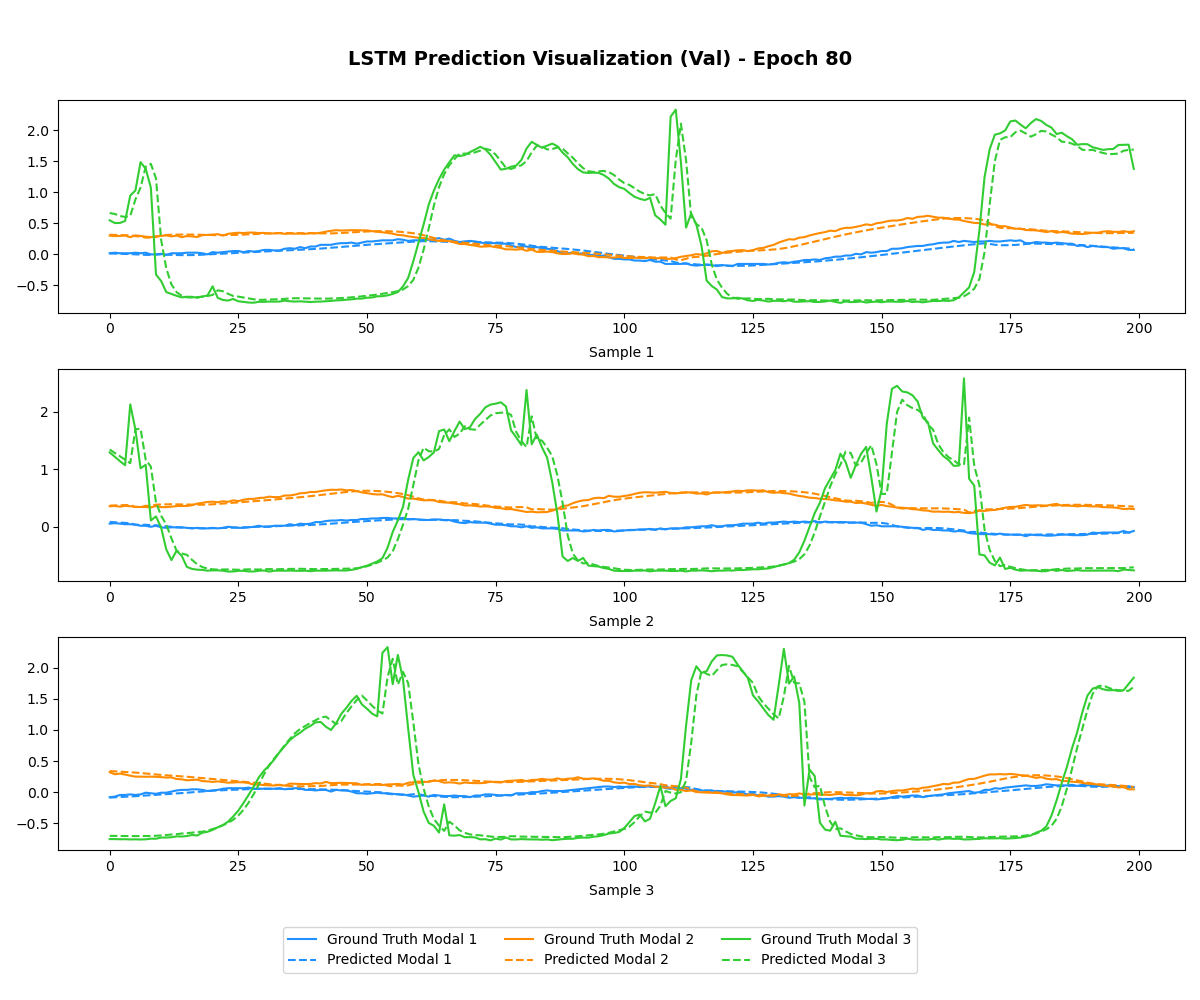 LSTM Prediction Visualization (Val) - Epoch 80
2.0
1.5
1.0
0.5
0.0
−0.5
0 25 50 75 100 125 150 175 200
Sample 1
2
1
0
0 25 50 75 100 125 150 175 200
Sample 2
2.0
1.5
1.0
0.5
0.0
−0.5
0 25 50 75 100 125 150 175 200
Sample 3
Ground Truth Modal 1 Ground Truth Modal 2 Ground Truth Modal 3
Predicted Modal 1 Predicted Modal 2 Predicted Modal 3